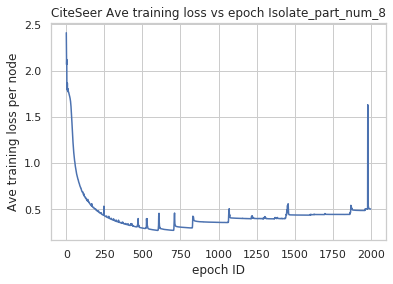 CiteSeer Ave training loss vs epoch Isolate_part_num_8
2.5
2.0
1.5
1.0
0.5
Ave training loss per node
0 250 500 750 1000 1250 1500 1750 2000
epoch ID